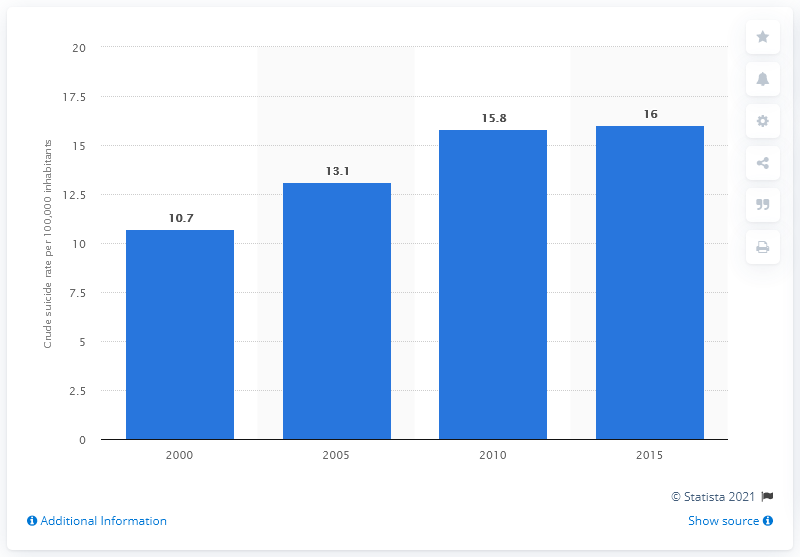 20
17.5
15
12.5
10
7.5
5
2.5
0
Crude suicide rate per 100,000 inhabitants
10.7
13.1
15.8
16
2000 2005 2010 2015
© Statista 2021
Additional Information
Show source